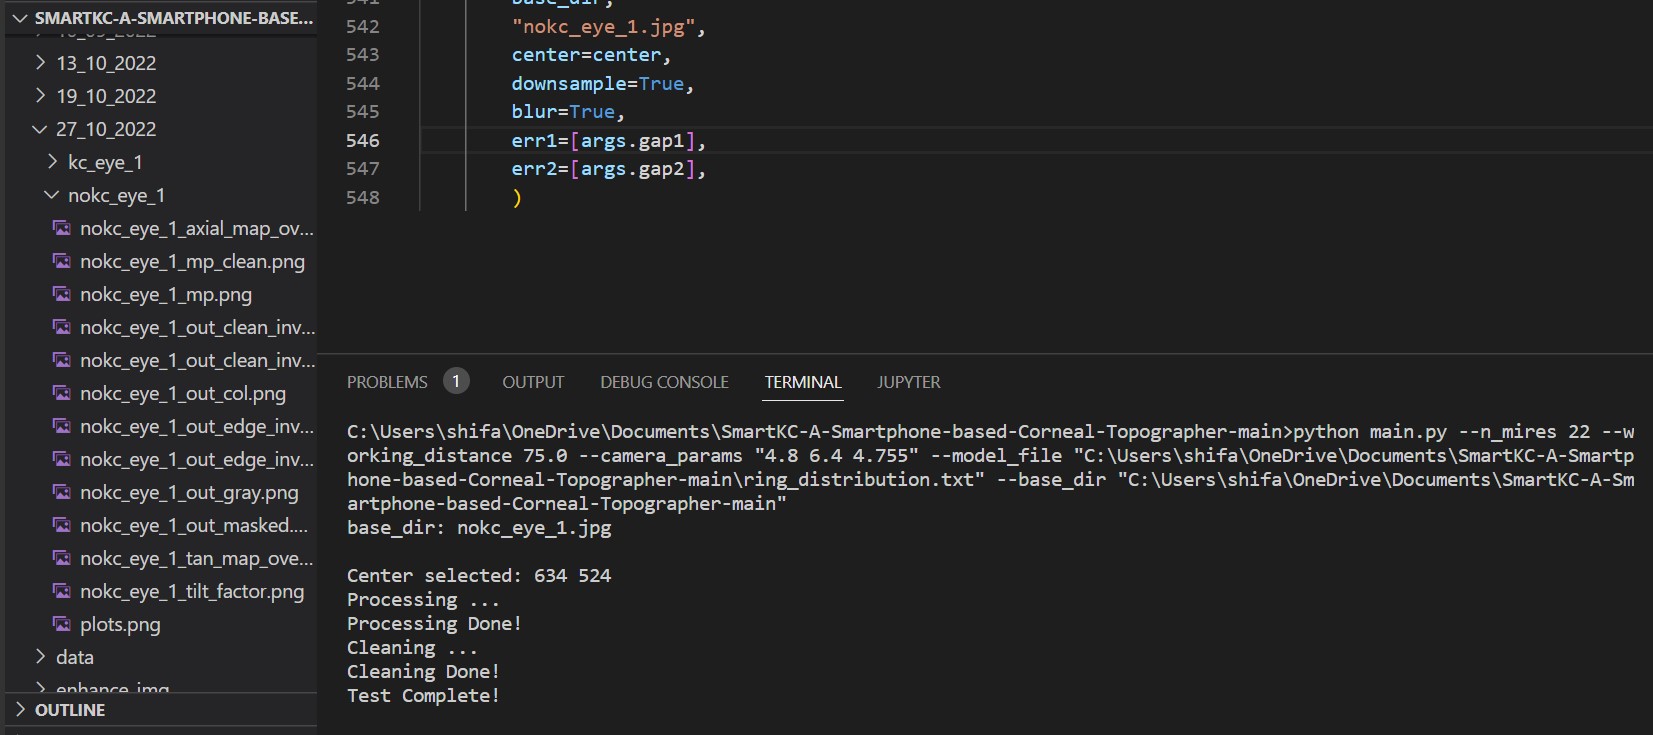 SMARTKC-A-SMARTPHONE-BASE...
13_10_2022
19_10_2022
27_10_2022
kc_eye_1
nokc_eye_1
nokc_eye_1_axial_map_ov...
nokc_eye_1_mp_clean.png
nokc_eye_1_mp.png
nokc_eye_1_out_clean_inv...
nokc_eye_1_out_clean_inv...
nokc_eye_1_out_col.png
nokc_eye_1_out_edge_inv...
nokc_eye_1_out_edge_inv...
nokc_eye_1_out_gray.png
nokc_eye_1_out_masked....
nokc_eye_1_tan_map_ove...
nokc_eye_1_tilt_factor.png
plots.png
data
enhance_img
OUTLINE
541 base_dir,
542 "nokc_eye_1.jpg",
543 center=center,
544 downsample=True,
545 blur=True,
546 err1=[args.gap1],
547 err2=[args.gap2],
548 )
PROBLEMS 1 OUTPUT DEBUG CONSOLE TERMINAL JUPYTER
C:\Users\shifa\OneDrive\Documents\SmartKC-A-Smartphone-based-Corneal-Topographer-main>python main.py --n_mires 22 --w
orking_distance 75.0 --camera_params "4.8 6.4 4.755" --model_file "C:\Users\shifa\OneDrive\Documents\SmartKC-A-Smartp
hone-based-Corneal-Topographer-main\ring_distribution.txt" --base_dir "C:\Users\shifa\OneDrive\Documents\SmartKC-A-Sm
artphone-based-Corneal-Topographer-main"
base_dir: nokc_eye_1.jpg
Center selected: 634 524
Processing ...
Processing Done!
Cleaning ...
Cleaning Done!
Test Complete!